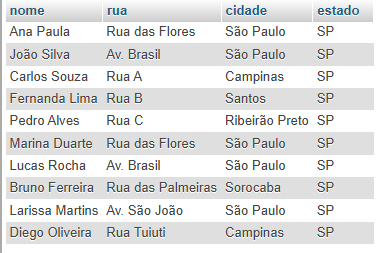 nome rua cidade estado
Ana Paula Rua das Flores São Paulo SP
João Silva Av. Brasil São Paulo SP
Carlos Souza Rua A Campinas SP
Fernanda Lima Rua B Santos SP
Pedro Alves Rua C Ribeirão Preto SP
Marina Duarte Rua das Flores São Paulo SP
Lucas Rocha Av. Brasil São Paulo SP
Bruno Ferreira Rua das Palmeiras Sorocaba SP
Larissa Martins Av. São João São Paulo SP
Diego Oliveira Rua Tuiuti Campinas SP